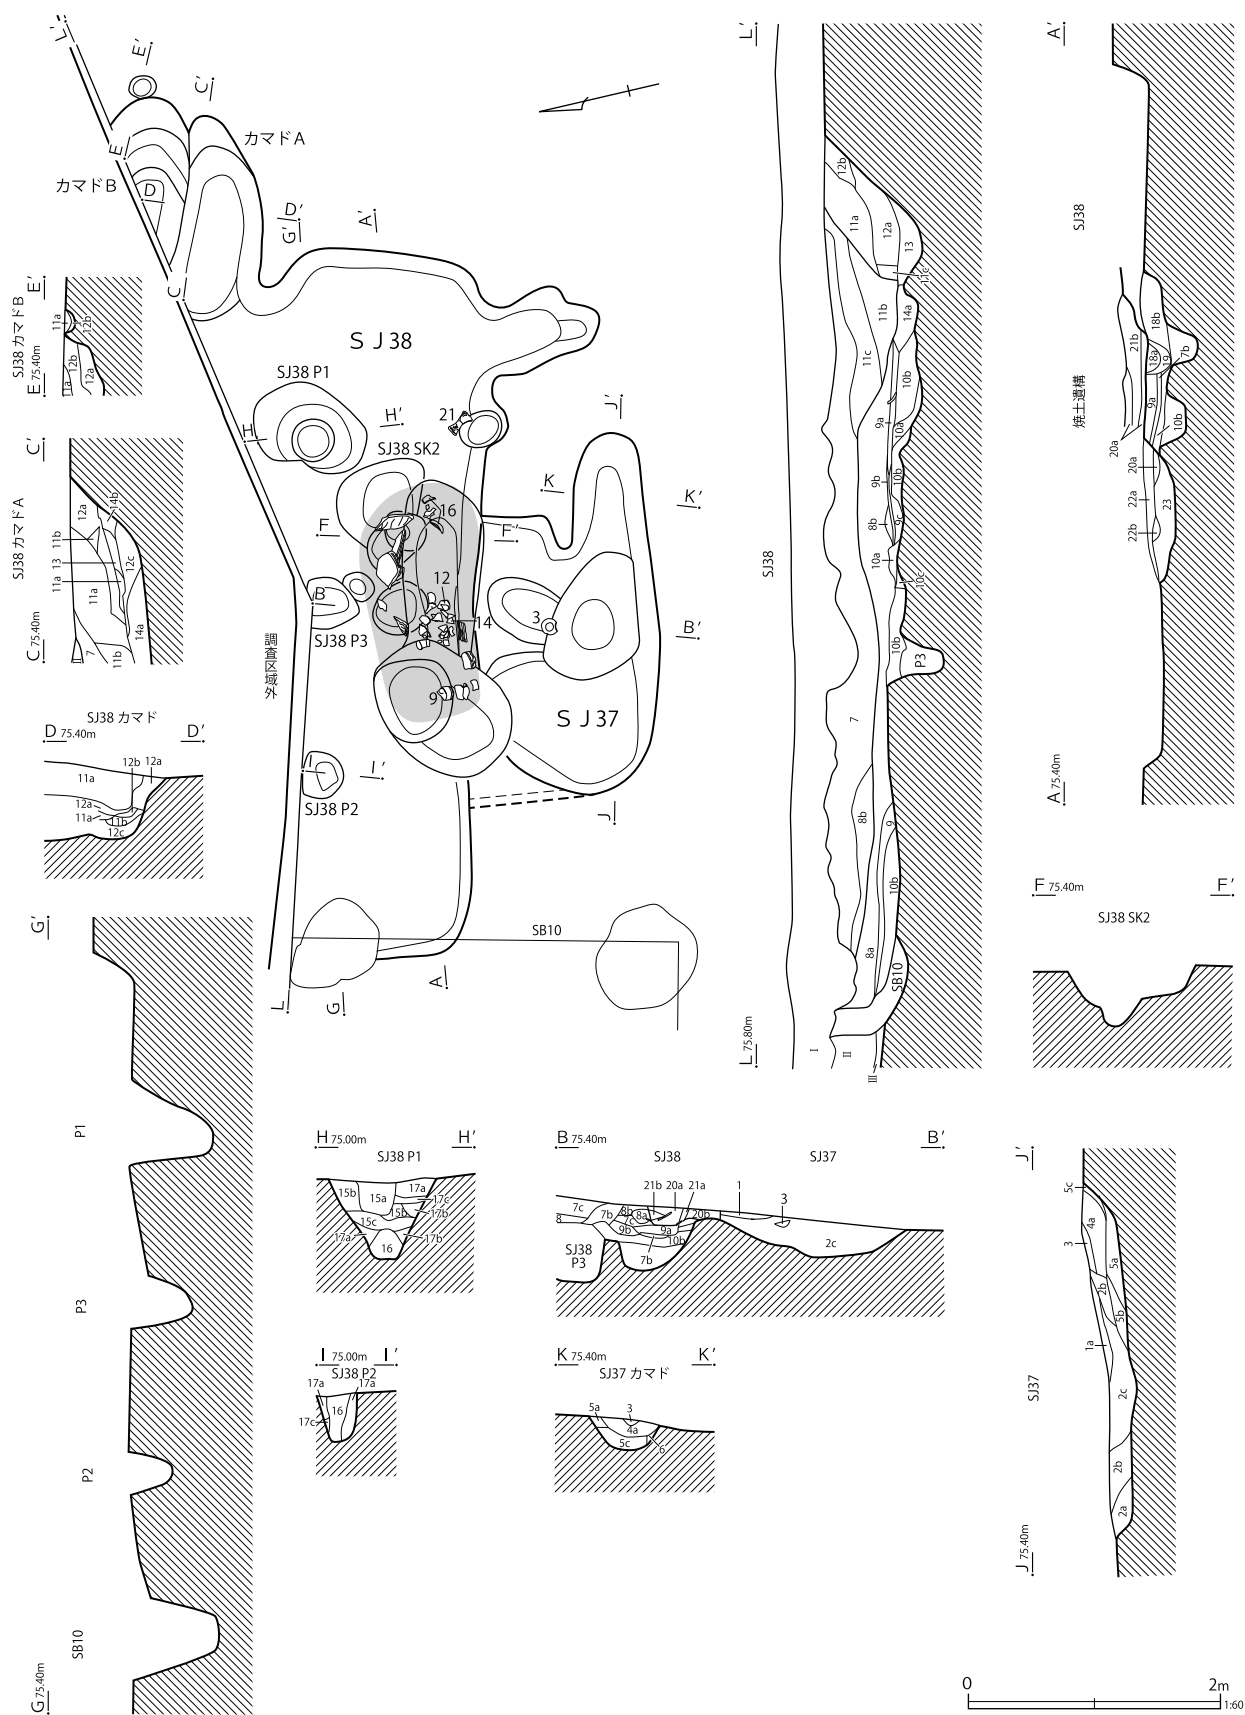 L'
E'
C'
カマドA
E
カマドB
D
D'
G'
A'
C
SJ38
SJ38 P1
H
H'
21
SJ38 SK2
J'
K
K'
16
F
F'
12
B
14
3
B'
SJ38 P3
調査区域外
9
SJ37
I
I'
SJ38 P2
J
SB10
A
L
G
SJ38 カマドB
E 75.40m
E'
11a
12b
12b
11a
12a
SJ38 カマドA
C 75.40m
C'
12a
14b
11b
13
11a
12c
11a
14a
7
11b
II
SJ38 カマド
D 75.40m
D'
12b
12a
11a
12a
11a
11b
12c
G'
P1
P3
P2
SB10
G 75.40m
L'
SJ38
12b
11a
12a
13
11c
11b
14a
11c
10b
9a
10a
9b
10b
8b
9c
10a
10c
10b
P3
7
8b
9
10b
8a
SB10
L 75.80m
I
II
III
A'
SJ38
焼土遺構
18b
21b
18a
19
7b
9a
10b
20a
20a
22a
23
22b
A 75.40m
F 75.40m
F'
SJ38 SK2
H 75.00m
H'
SJ38 P1
15b
15a
17a
17c
15b
17b
15c
17a
17b
16
B 75.40m
B'
SJ38
SJ37
21b
20a
21a
1
3
7c
7b
8b
8a
20b
8
7c
9b
9a
10b
SJ38
P3
7b
2c
I 75.00m
I'
SJ38 P2
17a
17a
16
17c
K 75.40m
K'
SJ37 カマド
5a
3
4a
5c
6
J'
5c
4a
3
5a
2b
5b
1a
SJ37
2c
2b
2a
J 75.40m
0
2m
1:60